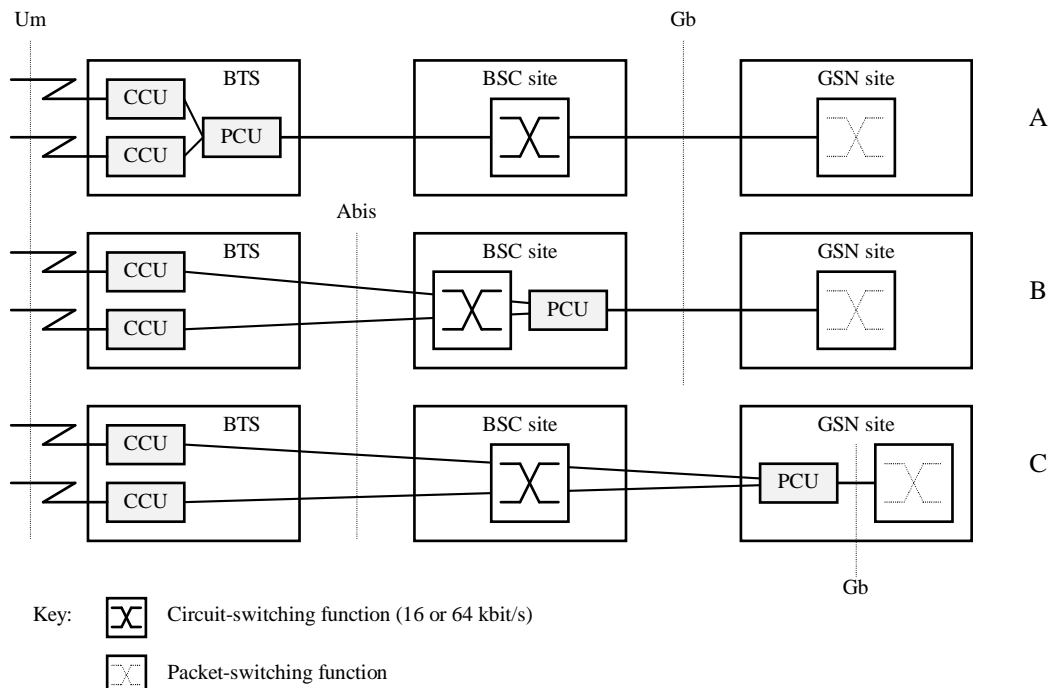 Um
Gb
BTS
BSC site
GSN site
CCU
CCU
PCU
A
Abis
BTS
BSC site
GSN site
CCU
CCU
PCU
B
BTS
BSC site
GSN site
CCU
CCU
PCU
C
Gb
Key:
Circuit-switching function (16 or 64 kbit/s)
Packet-switching function